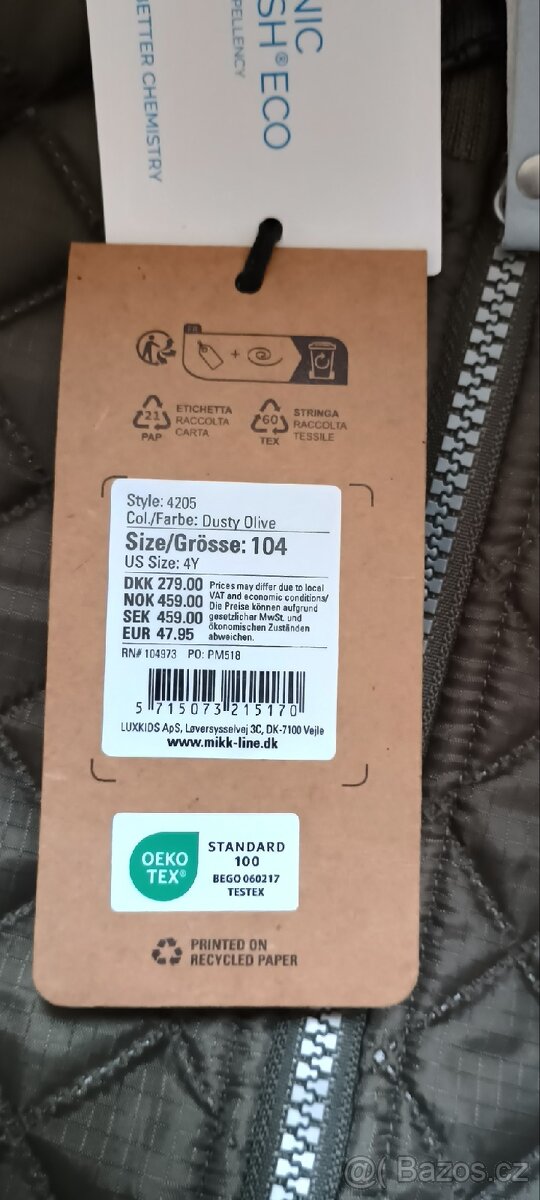 NIC
SH®ECO
PELLENCY
BETTER CHEMISTRY
FR
+
21
PAP
ETICHETTA
RACCOLTA
CARTA
60
TEX
STRINGA
RACCOLTA
TESSILE
Style: 4205
Col./Farbe: Dusty Olive
Size/Grösse: 104
US Size: 4Y
DKK 279.00
NOK 459.00
SEK 459.00
EUR 47.95
Prices may differ due to local
VAT and economic conditions/
Die Preise können aufgrund
gesetzlicher MwSt. und
ökonomischen Zuständen
abweichen.
RN# 104973 PO: PM518
5 715073 215170
LUXKIDS ApS, Løversysselvej 3C, DK-7100 Vejle
www.mikk-line.dk
OEKO
TEX®
STANDARD
100
BEGO 060217
TESTEX
PRINTED ON
RECYCLED PAPER
@( Bazos.cz